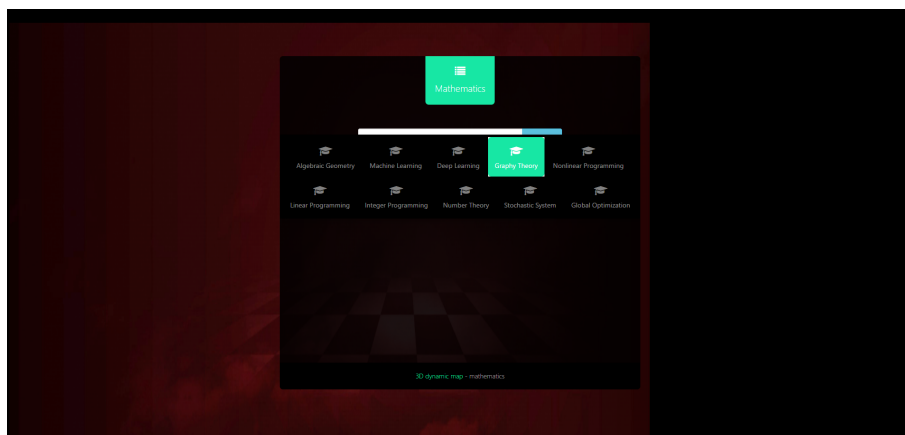 Mathematics
Algebraic Geometry Machine Learning Deep Learning Graphy Theory Nonlinear Programming
Linear Programming Integer Programming Number Theory Stochastic System Global Optimization
3D dynamic map - mathematics